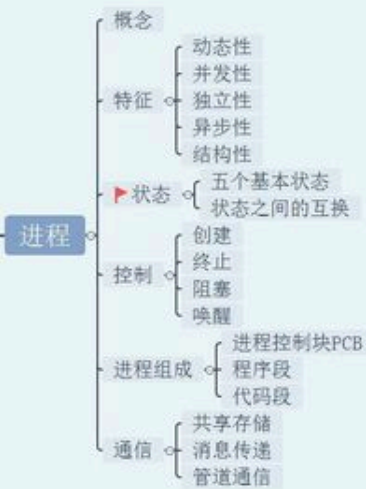 概念
特征
动态性
并发性
独立性
异步性
结构性
状态
五个基本状态
状态之间的互换
进程
控制
创建
终止
阻塞
唤醒
进程组成
进程控制块PCB
程序段
代码段
通信
共享存储
消息传递
管道通信